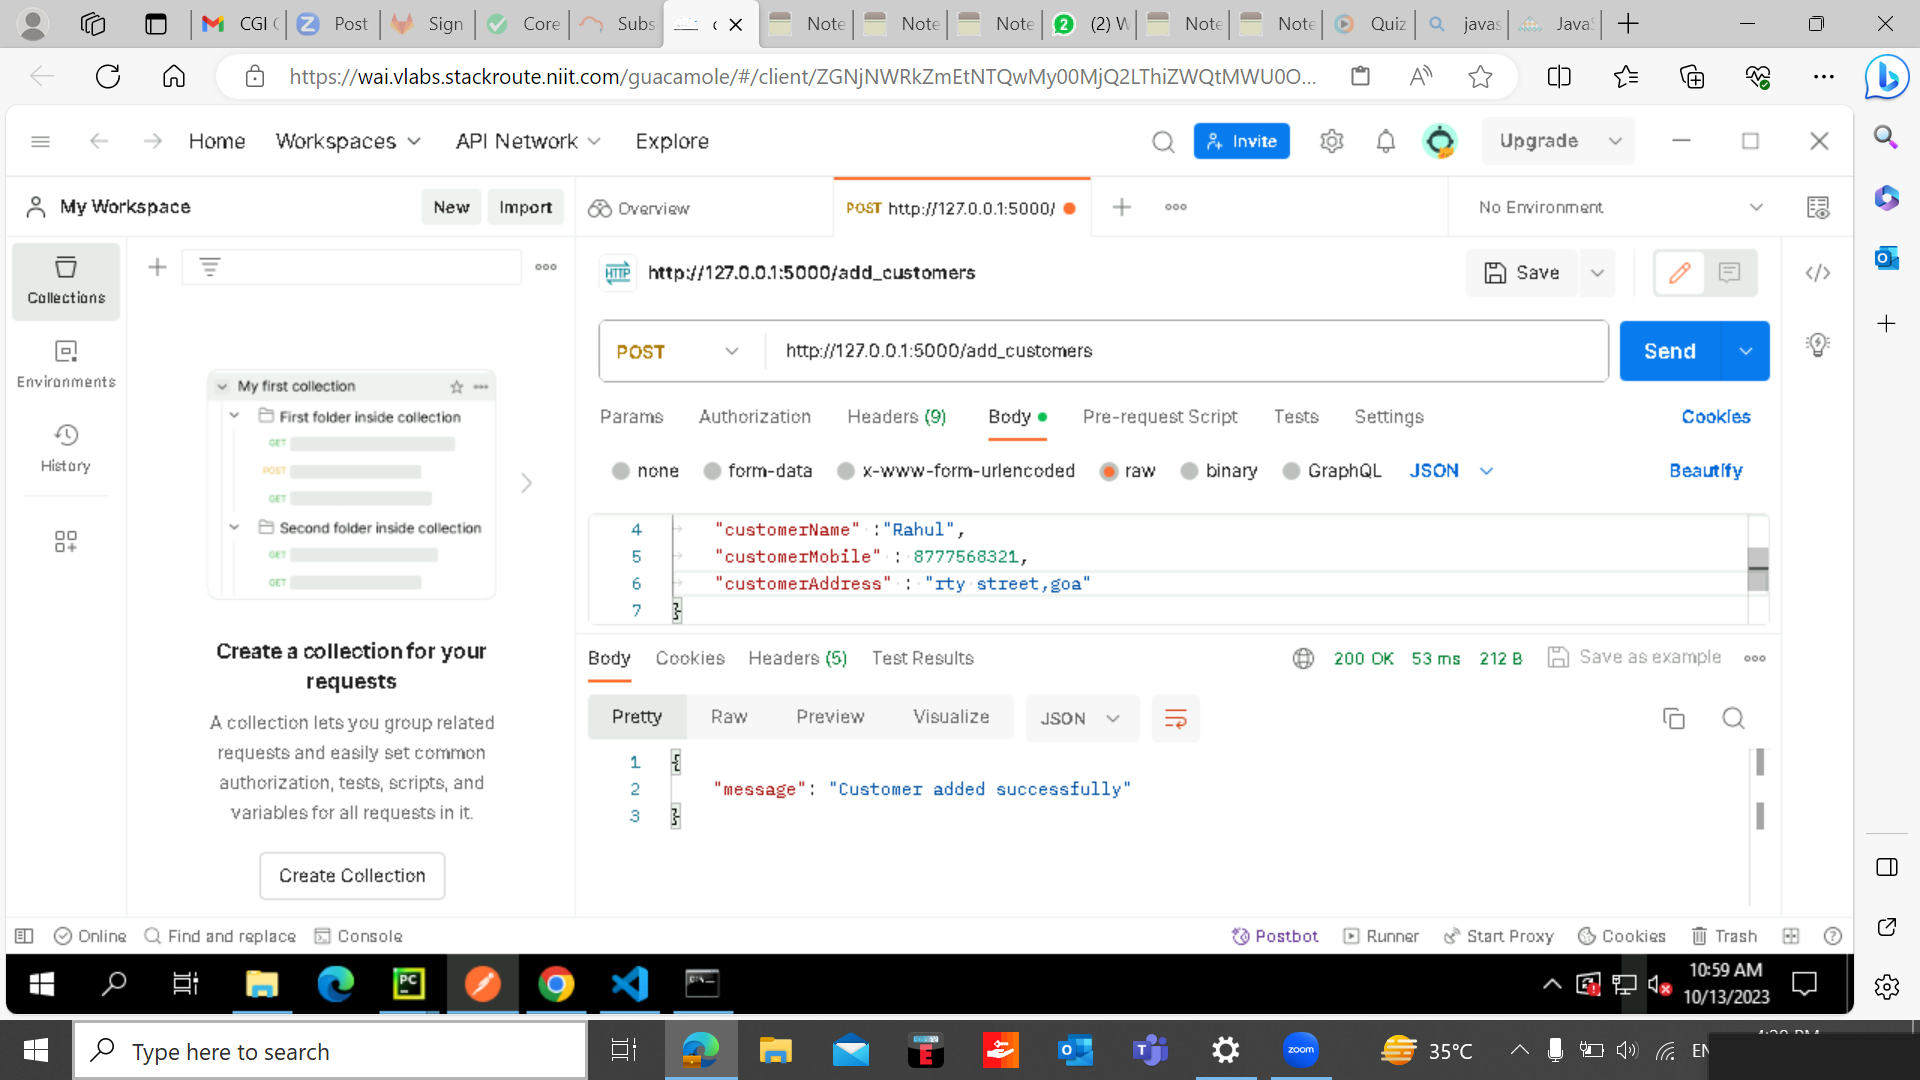 CGI
Post
Sign
Core
Subs
Note
Note
Note
(2) W
Note
Note
Quiz
javas
JavaS
https://wai.vlabs.stackroute.niit.com/guacamole/#/client/ZGNjNWRkZmEtNTQwMy00MjQ2LThiZWQtMWU0O...
Home
Workspaces
API Network
Explore
Invite
Upgrade
My Workspace
New
Import
Overview
POST http://127.0.0.1:5000/
No Environment
Collections
Environments
History
HTTP
http://127.0.0.1:5000/add_customers
Save
POST
http://127.0.0.1:5000/add_customers
Send
Params
Authorization
Headers (9)
Body
Pre-request Script
Tests
Settings
Cookies
none
form-data
x-www-form-urlencoded
raw
binary
GraphQL
JSON
Beautify
4 "customerName" :"Rahul",
5 "customerMobile" : 8777568321,
6 "customerAddress" : "rty street,goa"
7 }
My first collection
First folder inside collection
GET
POST
GET
Second folder inside collection
GET
GET
Create a collection for your
requests
A collection lets you group related
requests and easily set common
authorization, tests, scripts, and
variables for all requests in it.
Create Collection
Body
Cookies
Headers (5)
Test Results
200 OK
53 ms
212 B
Save as example
Pretty
Raw
Preview
Visualize
JSON
1 {
2 "message": "Customer added successfully"
3 }
Online
Find and replace
Console
Postbot
Runner
Start Proxy
Cookies
Trash
PC
10:59 AM
10/13/2023
Type here to search
zoom
35°C